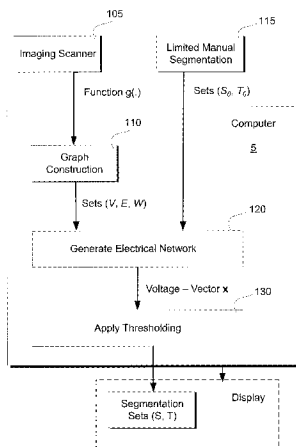 105
115
Imaging Scanner
Limited Manual
Segmentation
Function g(.)
Sets (S0, T0)
Computer
5
110
Graph
Construction
Sets (V, E, W)
120
Generate Electrical Network
Voltage – Vector x
130
Apply Thresholding
Segmentation
Sets (S, T)
Display